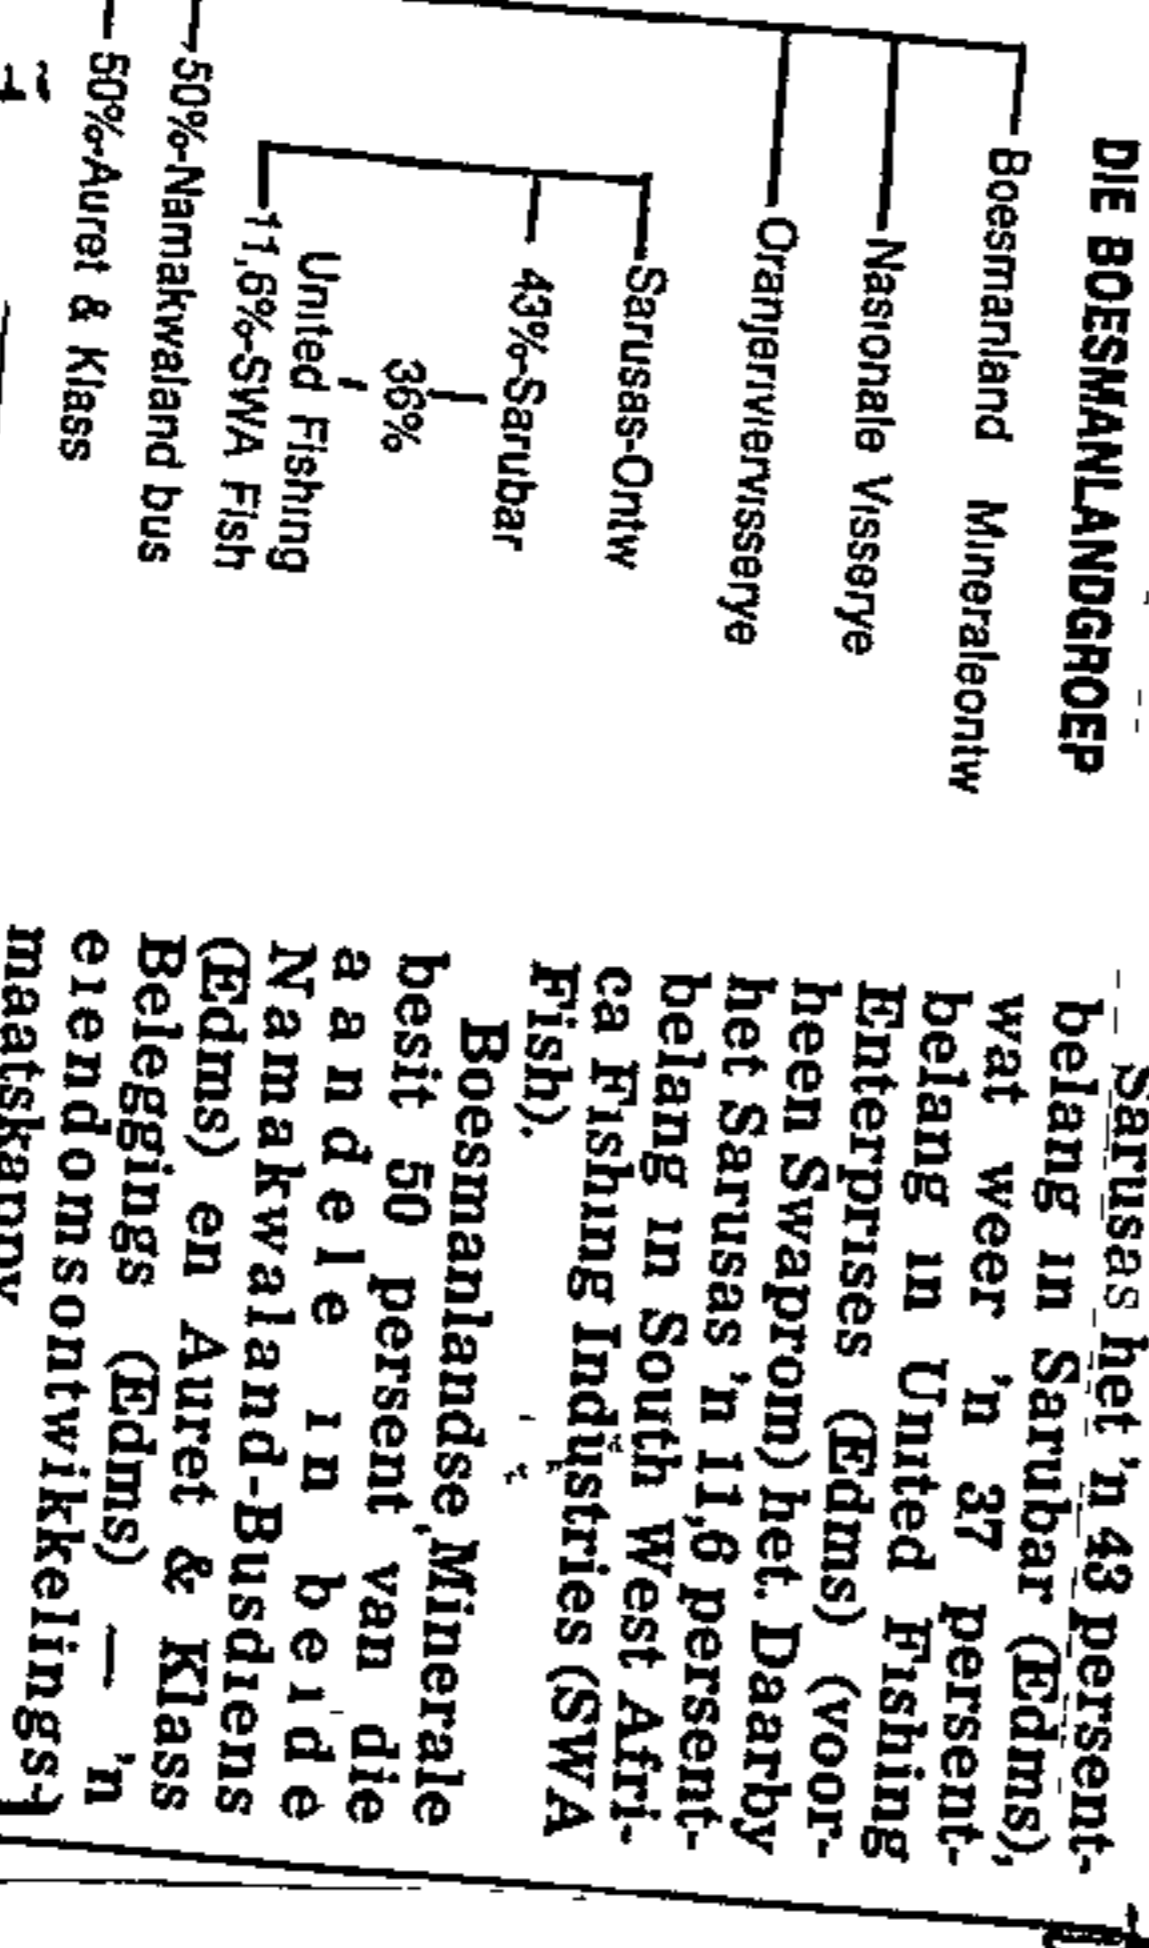 DIE BOESMANLANDGROEP
Boesmanland Mineraleontw
Nasionale Visserye
Oranjerviervisserye
Sarusas-Ontw
43%-Sarubar
36%
United Fishing
11,6%-SWA Fish
50%-Namakwaland bus
50%-Auret & Klass
Sarusas het 'n 43 persent-
belang in Sarubar (Edms),
wat weer 'n 37 persent-
belang in United Fishing
Enterprises (Edms) (voor-
heen Swaprom) het. Daarby
het Sarusas 'n 11,6 persent-
belang in South West Afri-
ca Fishing Industries (SWA
Fish).
Boesmanlandse Minerale
besit 50 persent van die
aandele in beide
Namakwaland-Busdiens
(Edms) en Auret & Klass
Beleggings (Edms) — 'n
eiendomsontwikkelings-
maatskappy